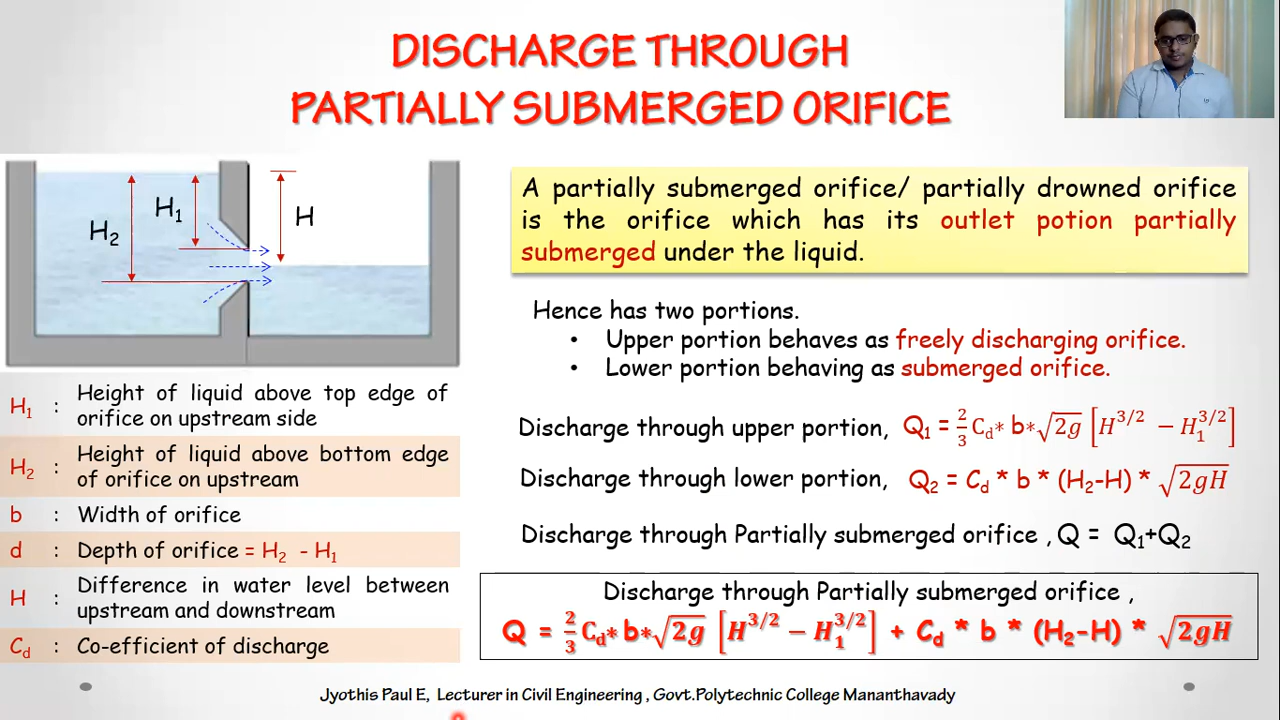 DISCHARGE THROUGH
PARTIALLY SUBMERGED ORIFICE
H₁
H₂
H
A partially submerged orifice/ partially drowned orifice
is the orifice which has its outlet potion partially
submerged under the liquid.
Hence has two portions.
• Upper portion behaves as freely discharging orifice.
• Lower portion behaving as submerged orifice.
H₁ : Height of liquid above top edge of
orifice on upstream side
H₂ : Height of liquid above bottom edge
of orifice on upstream
b : Width of orifice
d : Depth of orifice = H₂ - H₁
H : Difference in water level between
upstream and downstream
C_d : Co-efficient of discharge
Discharge through upper portion, Q₁ = 2/3 C_d* b*√2g [H^3/2 − H₁^3/2]
Discharge through lower portion, Q₂ = C_d * b * (H₂-H) * √2gH
Discharge through Partially submerged orifice , Q = Q₁+Q₂
Discharge through Partially submerged orifice ,
Q = 2/3 C_d* b*√2g [H^3/2 − H₁^3/2] + C_d * b * (H₂-H) * √2gH
Jyothis Paul E, Lecturer in Civil Engineering , Govt.Polytechnic College Mananthavady